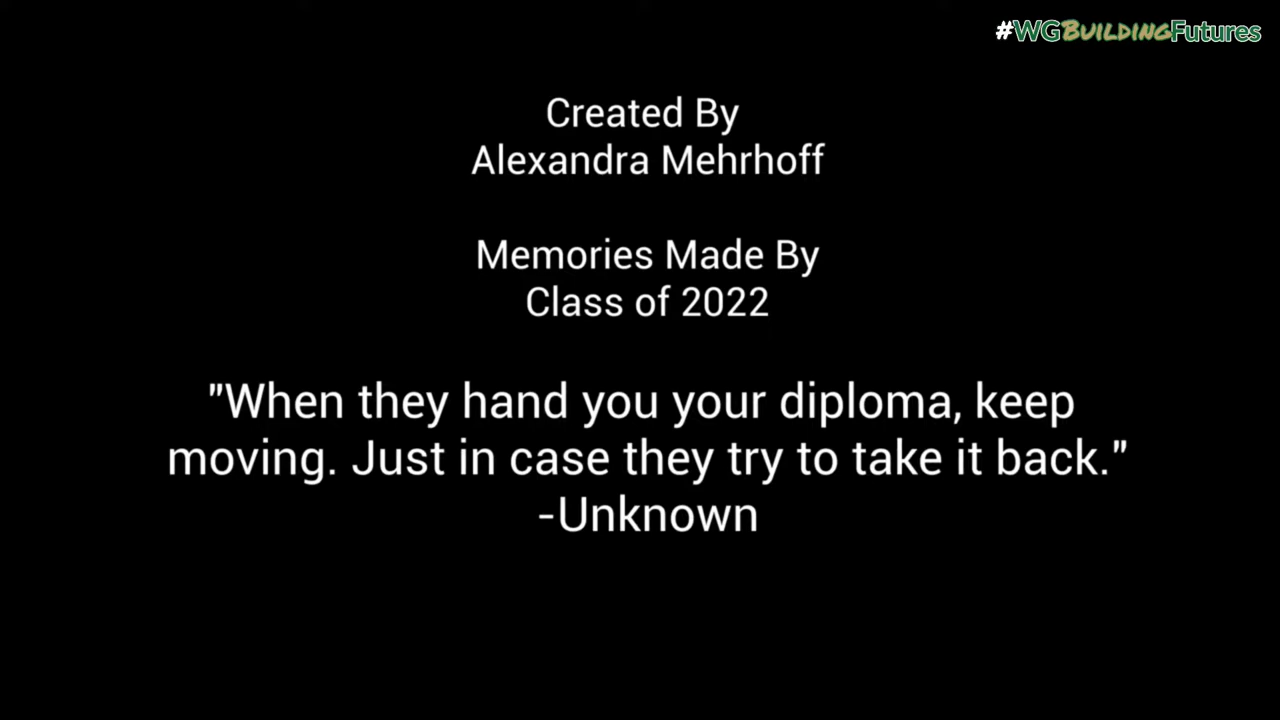 #WGBUILDINGFutures
Created By
Alexandra Mehrhoff
Memories Made By
Class of 2022
"When they hand you your diploma, keep
moving. Just in case they try to take it back."
-Unknown